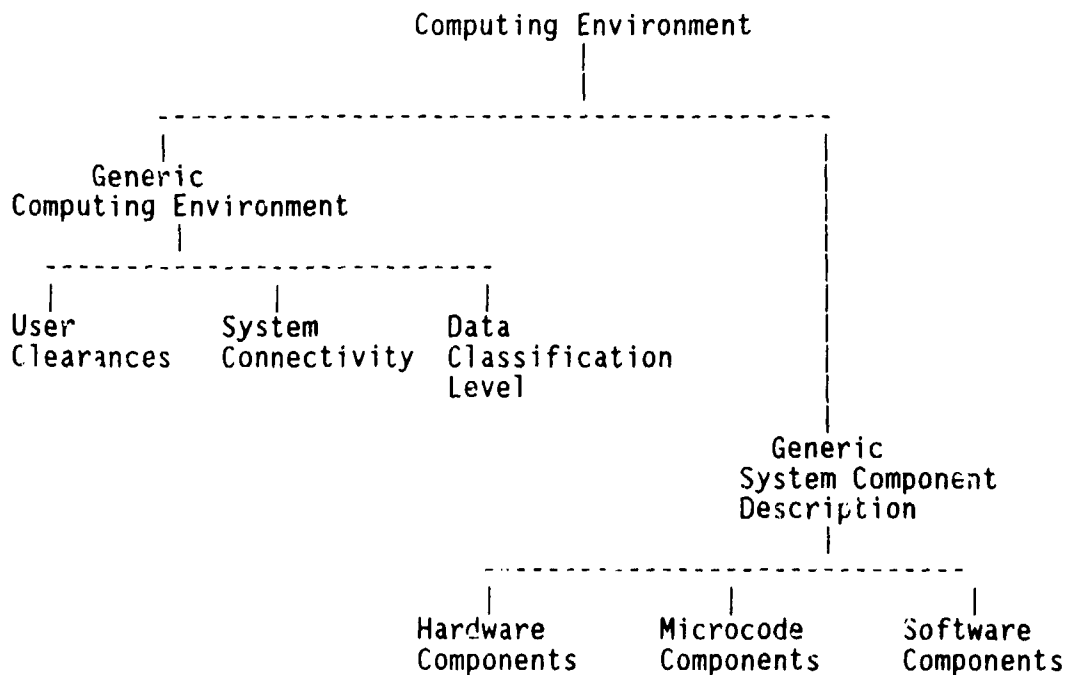 Computing Environment
Generic
Computing Environment
User
Clearances
System
Connectivity
Data
Classification
Level
Generic
System Component
Description
Hardware
Components
Microcode
Components
Software
Components